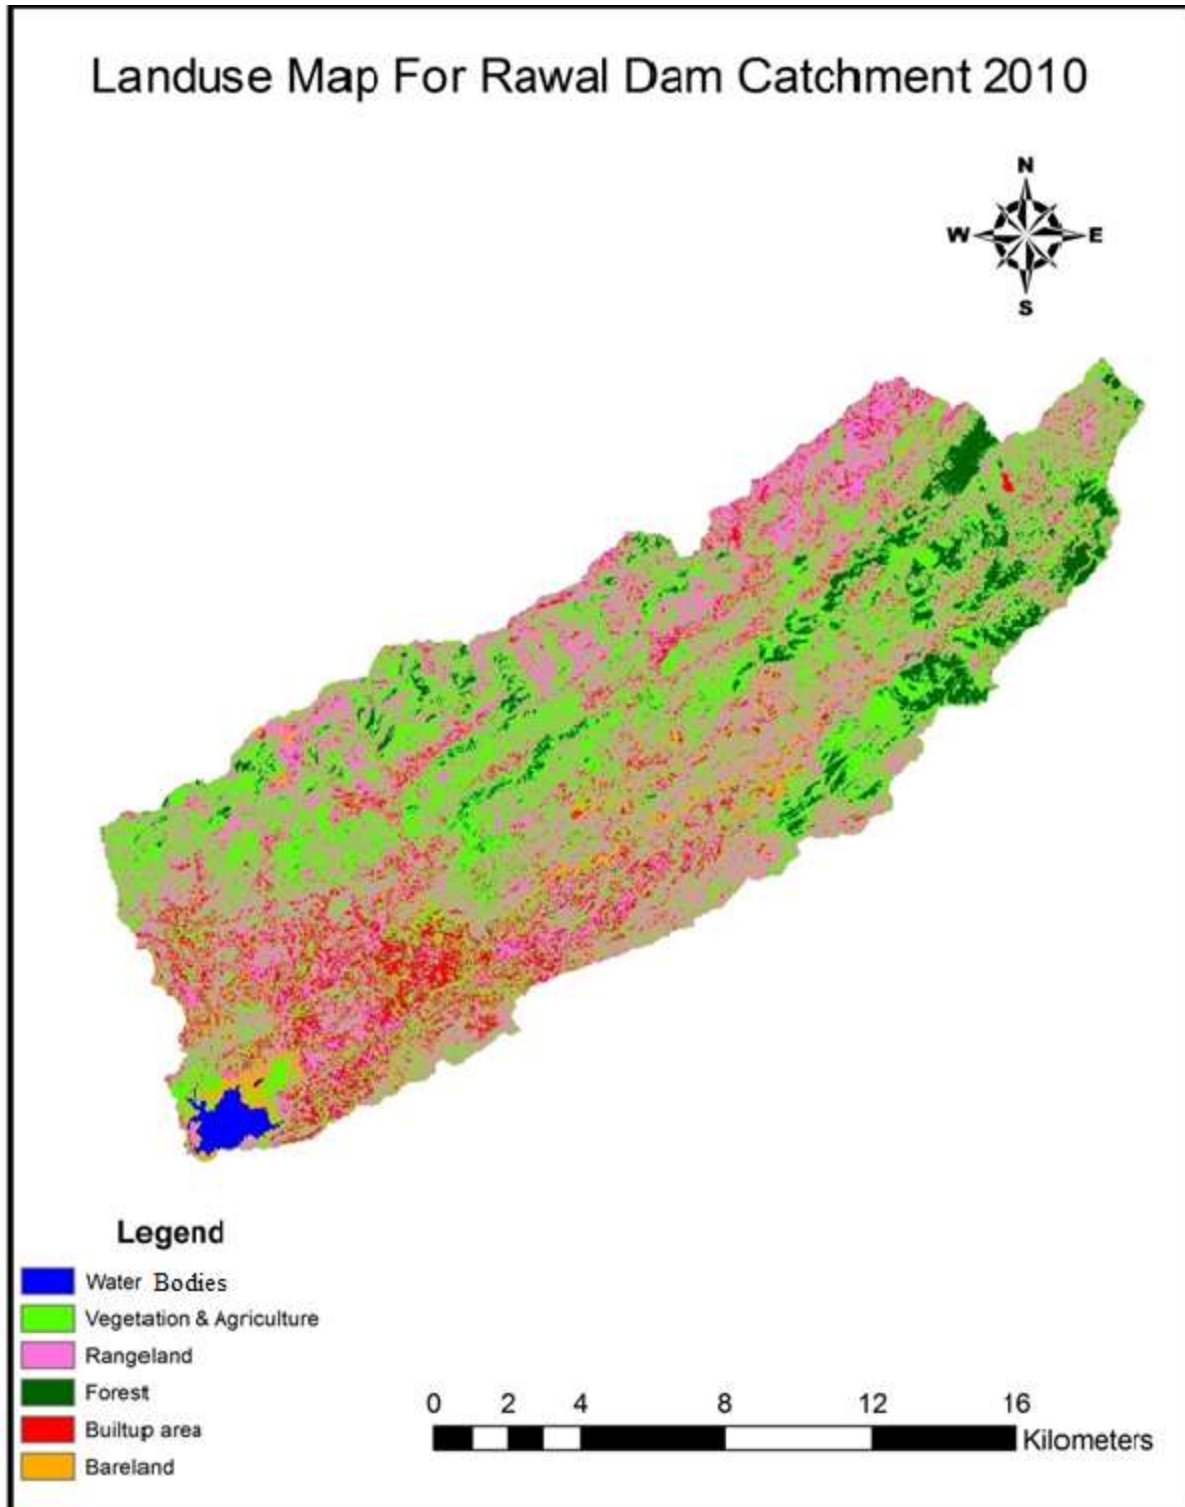 Landuse Map For Rawal Dam Catchment 2010
N
W E
S
Legend
Water Bodies
Vegetation & Agriculture
Rangeland
Forest
Builtup area
Bareland
0 2 4 8 12 16
Kilometers